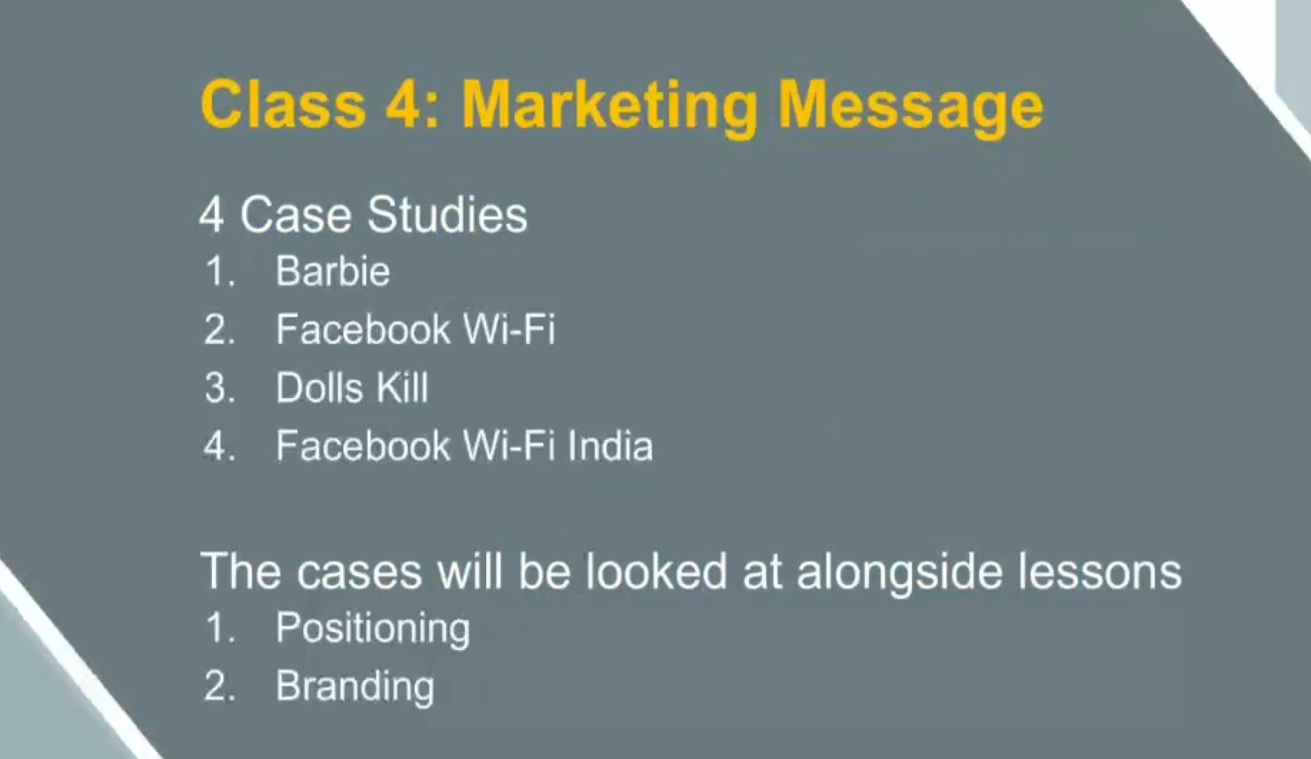 Class 4: Marketing Message
4 Case Studies
1. Barbie
2. Facebook Wi-Fi
3. Dolls Kill
4. Facebook Wi-Fi India
The cases will be looked at alongside lessons
1. Positioning
2. Branding